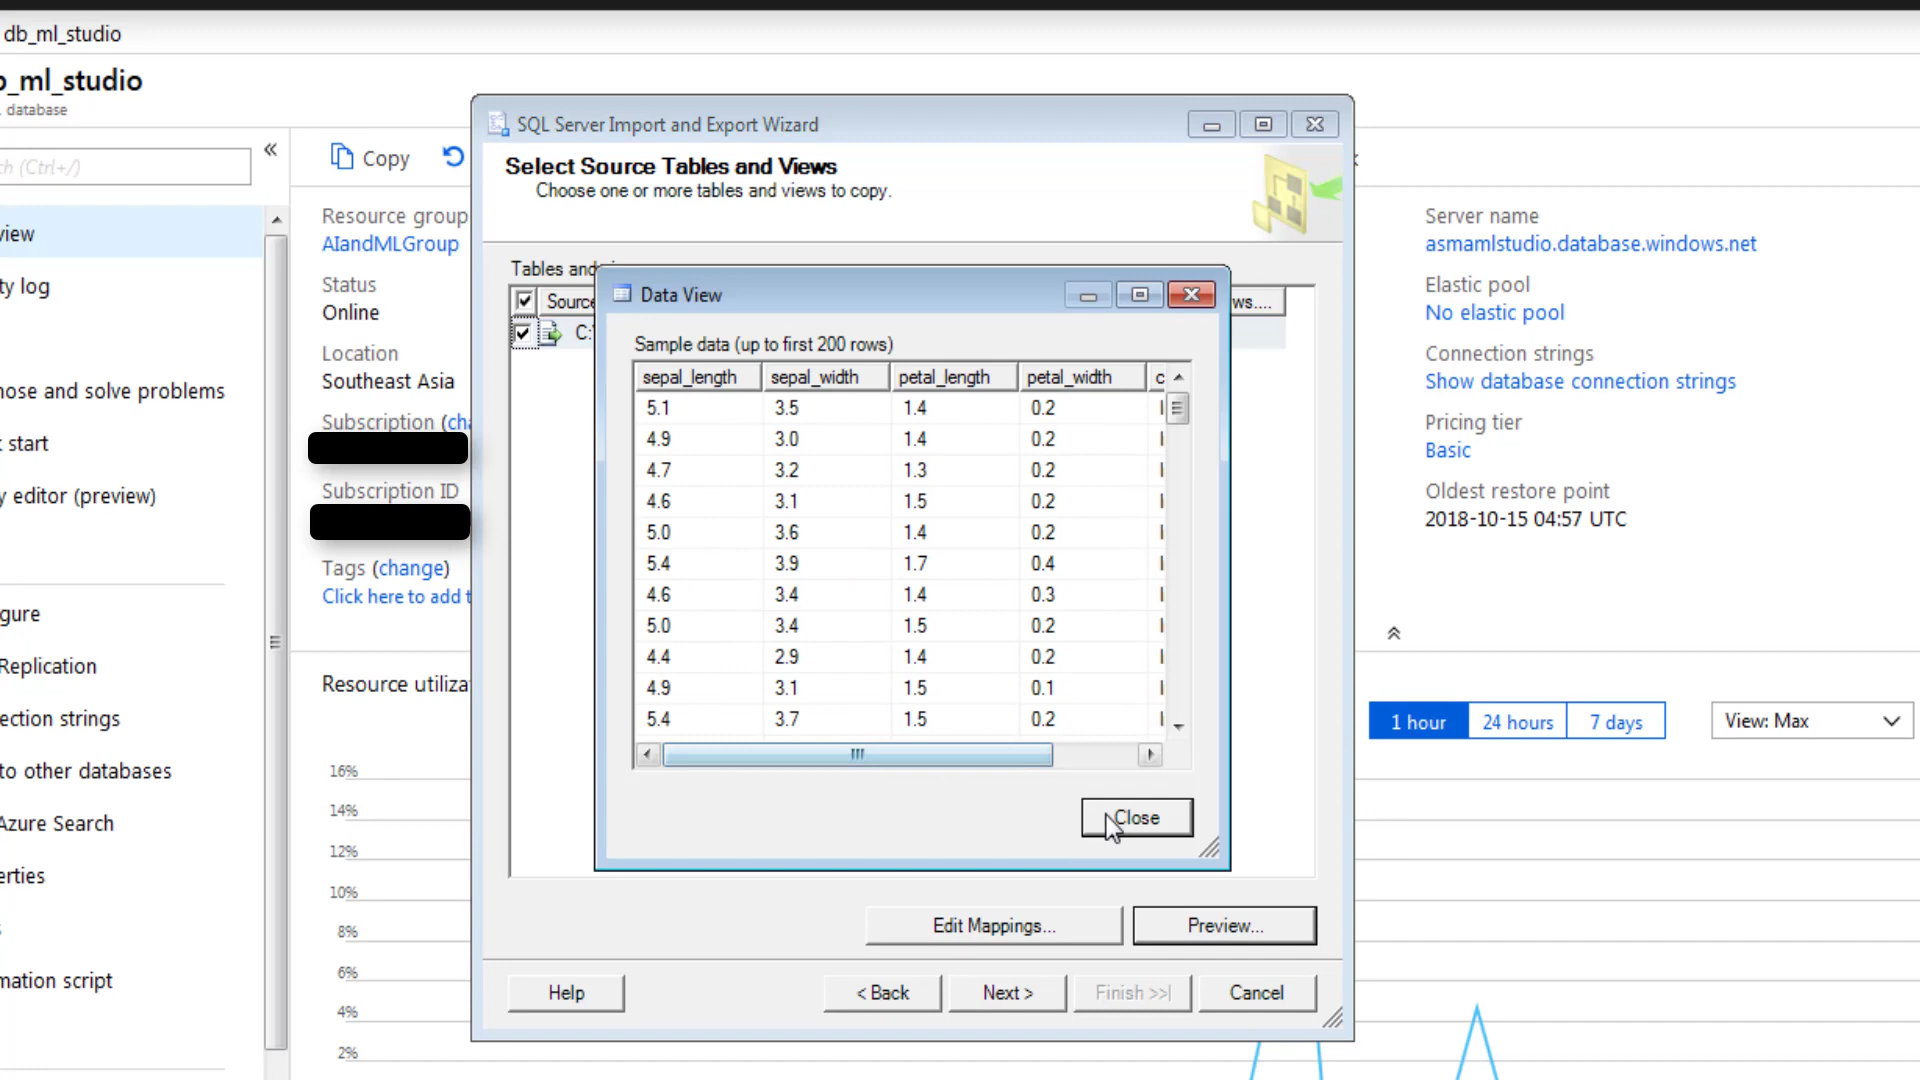 db_ml_studio
_ml_studio
database
SQL Server Import and Export Wizard
Select Source Tables and Views
Choose one or more tables and views to copy.
(Ctrl+/)
Copy
Resource group
AIandMLGroup
Status
Online
Location
Southeast Asia
Subscription (cha
Subscription ID
Tags (change)
Click here to add t
Resource utiliza
16%
14%
12%
10%
8%
6%
4%
2%
ty log
nose and solve problems
start
y editor (preview)
gure
Replication
ection strings
to other databases
Azure Search
erties
mation script
Tables and
Source
ws....
C:\
Data View
Sample data (up to first 200 rows)
sepal_length sepal_width petal_length petal_width c
5.1 3.5 1.4 0.2 I
4.9 3.0 1.4 0.2 I
4.7 3.2 1.3 0.2 I
4.6 3.1 1.5 0.2 I
5.0 3.6 1.4 0.2 I
5.4 3.9 1.7 0.4 I
4.6 3.4 1.4 0.3 I
5.0 3.4 1.5 0.2 I
4.4 2.9 1.4 0.2 I
4.9 3.1 1.5 0.1 I
5.4 3.7 1.5 0.2 I
Close
Edit Mappings...
Preview...
Help
< Back
Next >
Finish >>|
Cancel
Server name
asmamlstudio.database.windows.net
Elastic pool
No elastic pool
Connection strings
Show database connection strings
Pricing tier
Basic
Oldest restore point
2018-10-15 04:57 UTC
1 hour
24 hours
7 days
View: Max